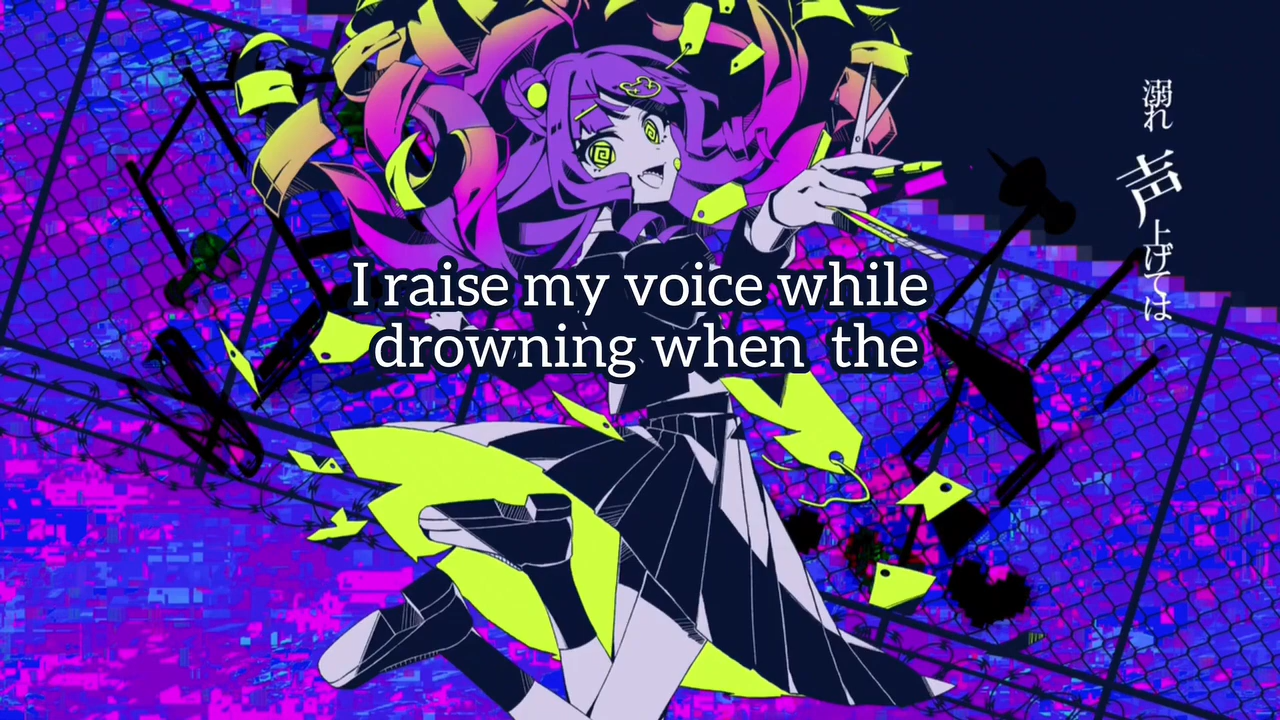 I raise my voice while
drowning when  the
溺れ 声上げては